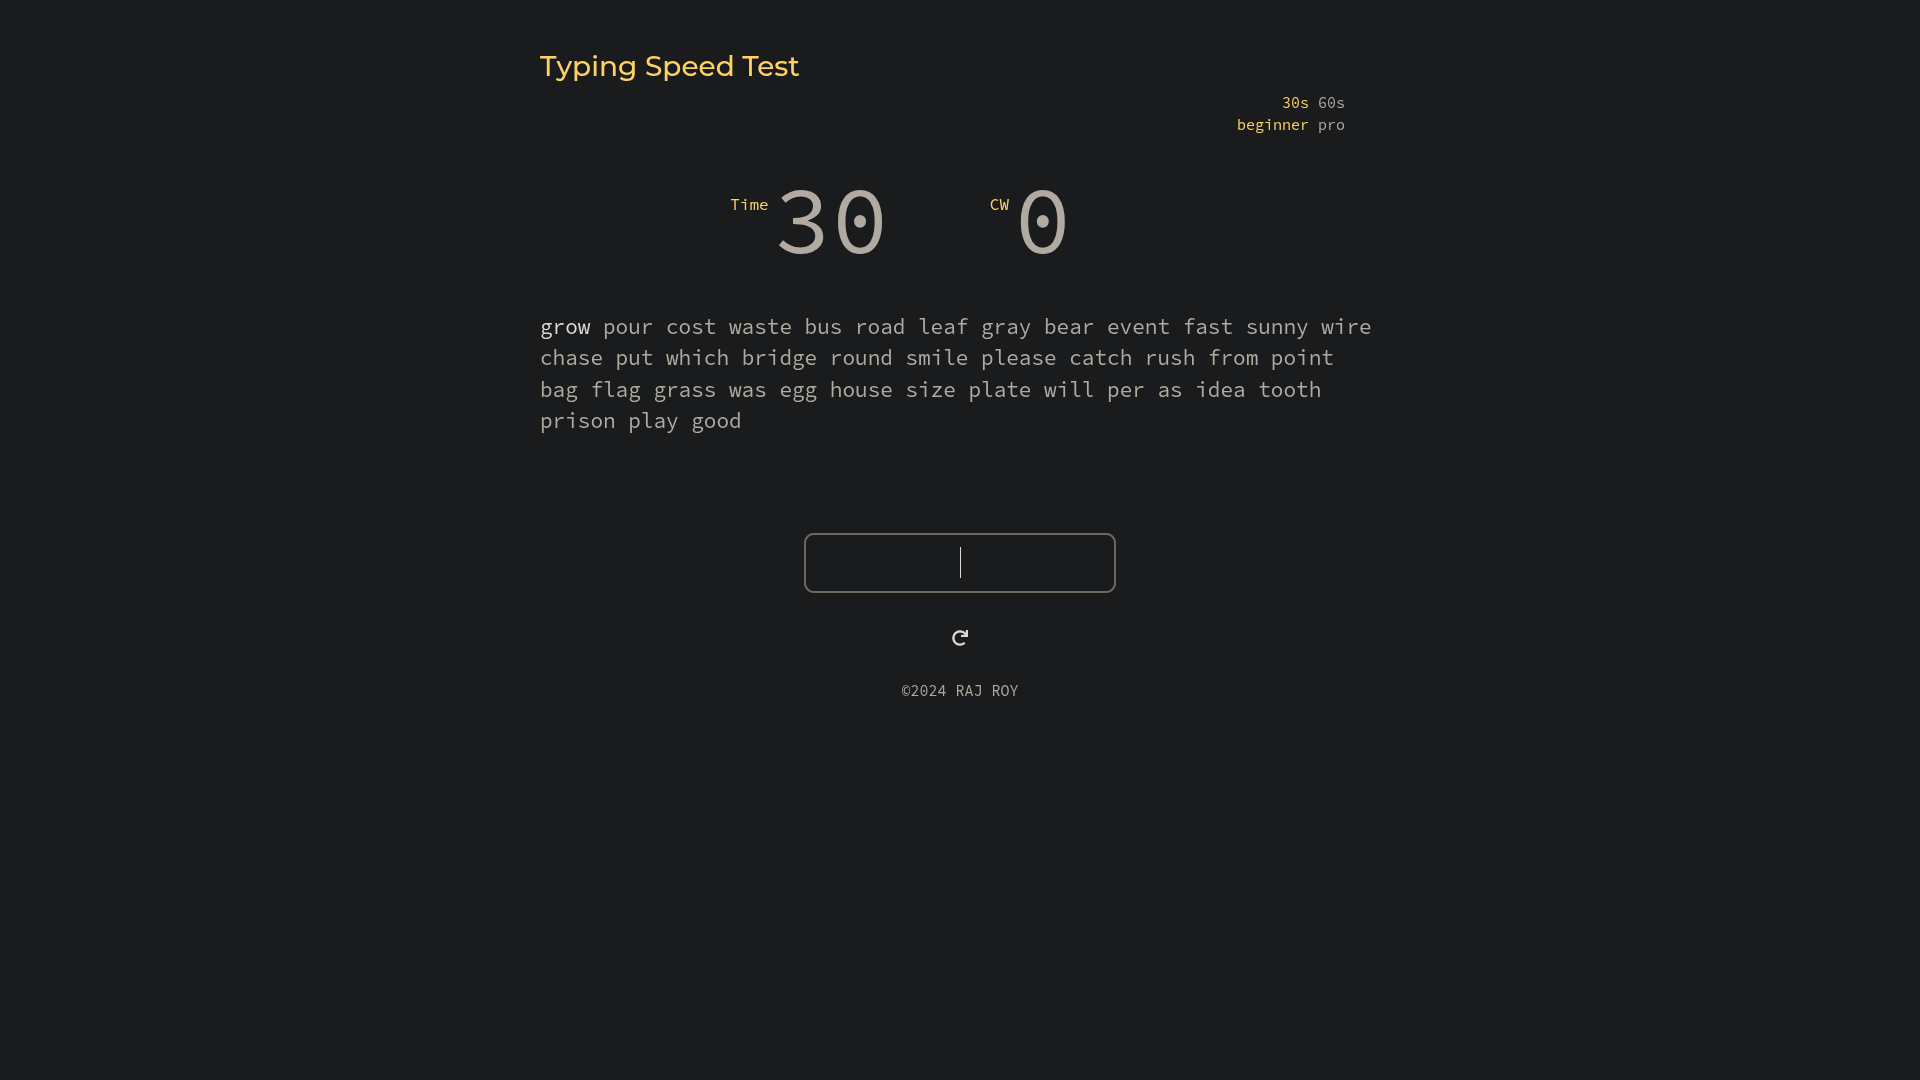 Typing Speed Test
30s 60s
beginner pro
Time 30 CW 0
grow pour cost waste bus road leaf gray bear event fast sunny wire
chase put which bridge round smile please catch rush from point
bag flag grass was egg house size plate will per as idea tooth
prison play good
©2024 RAJ ROY